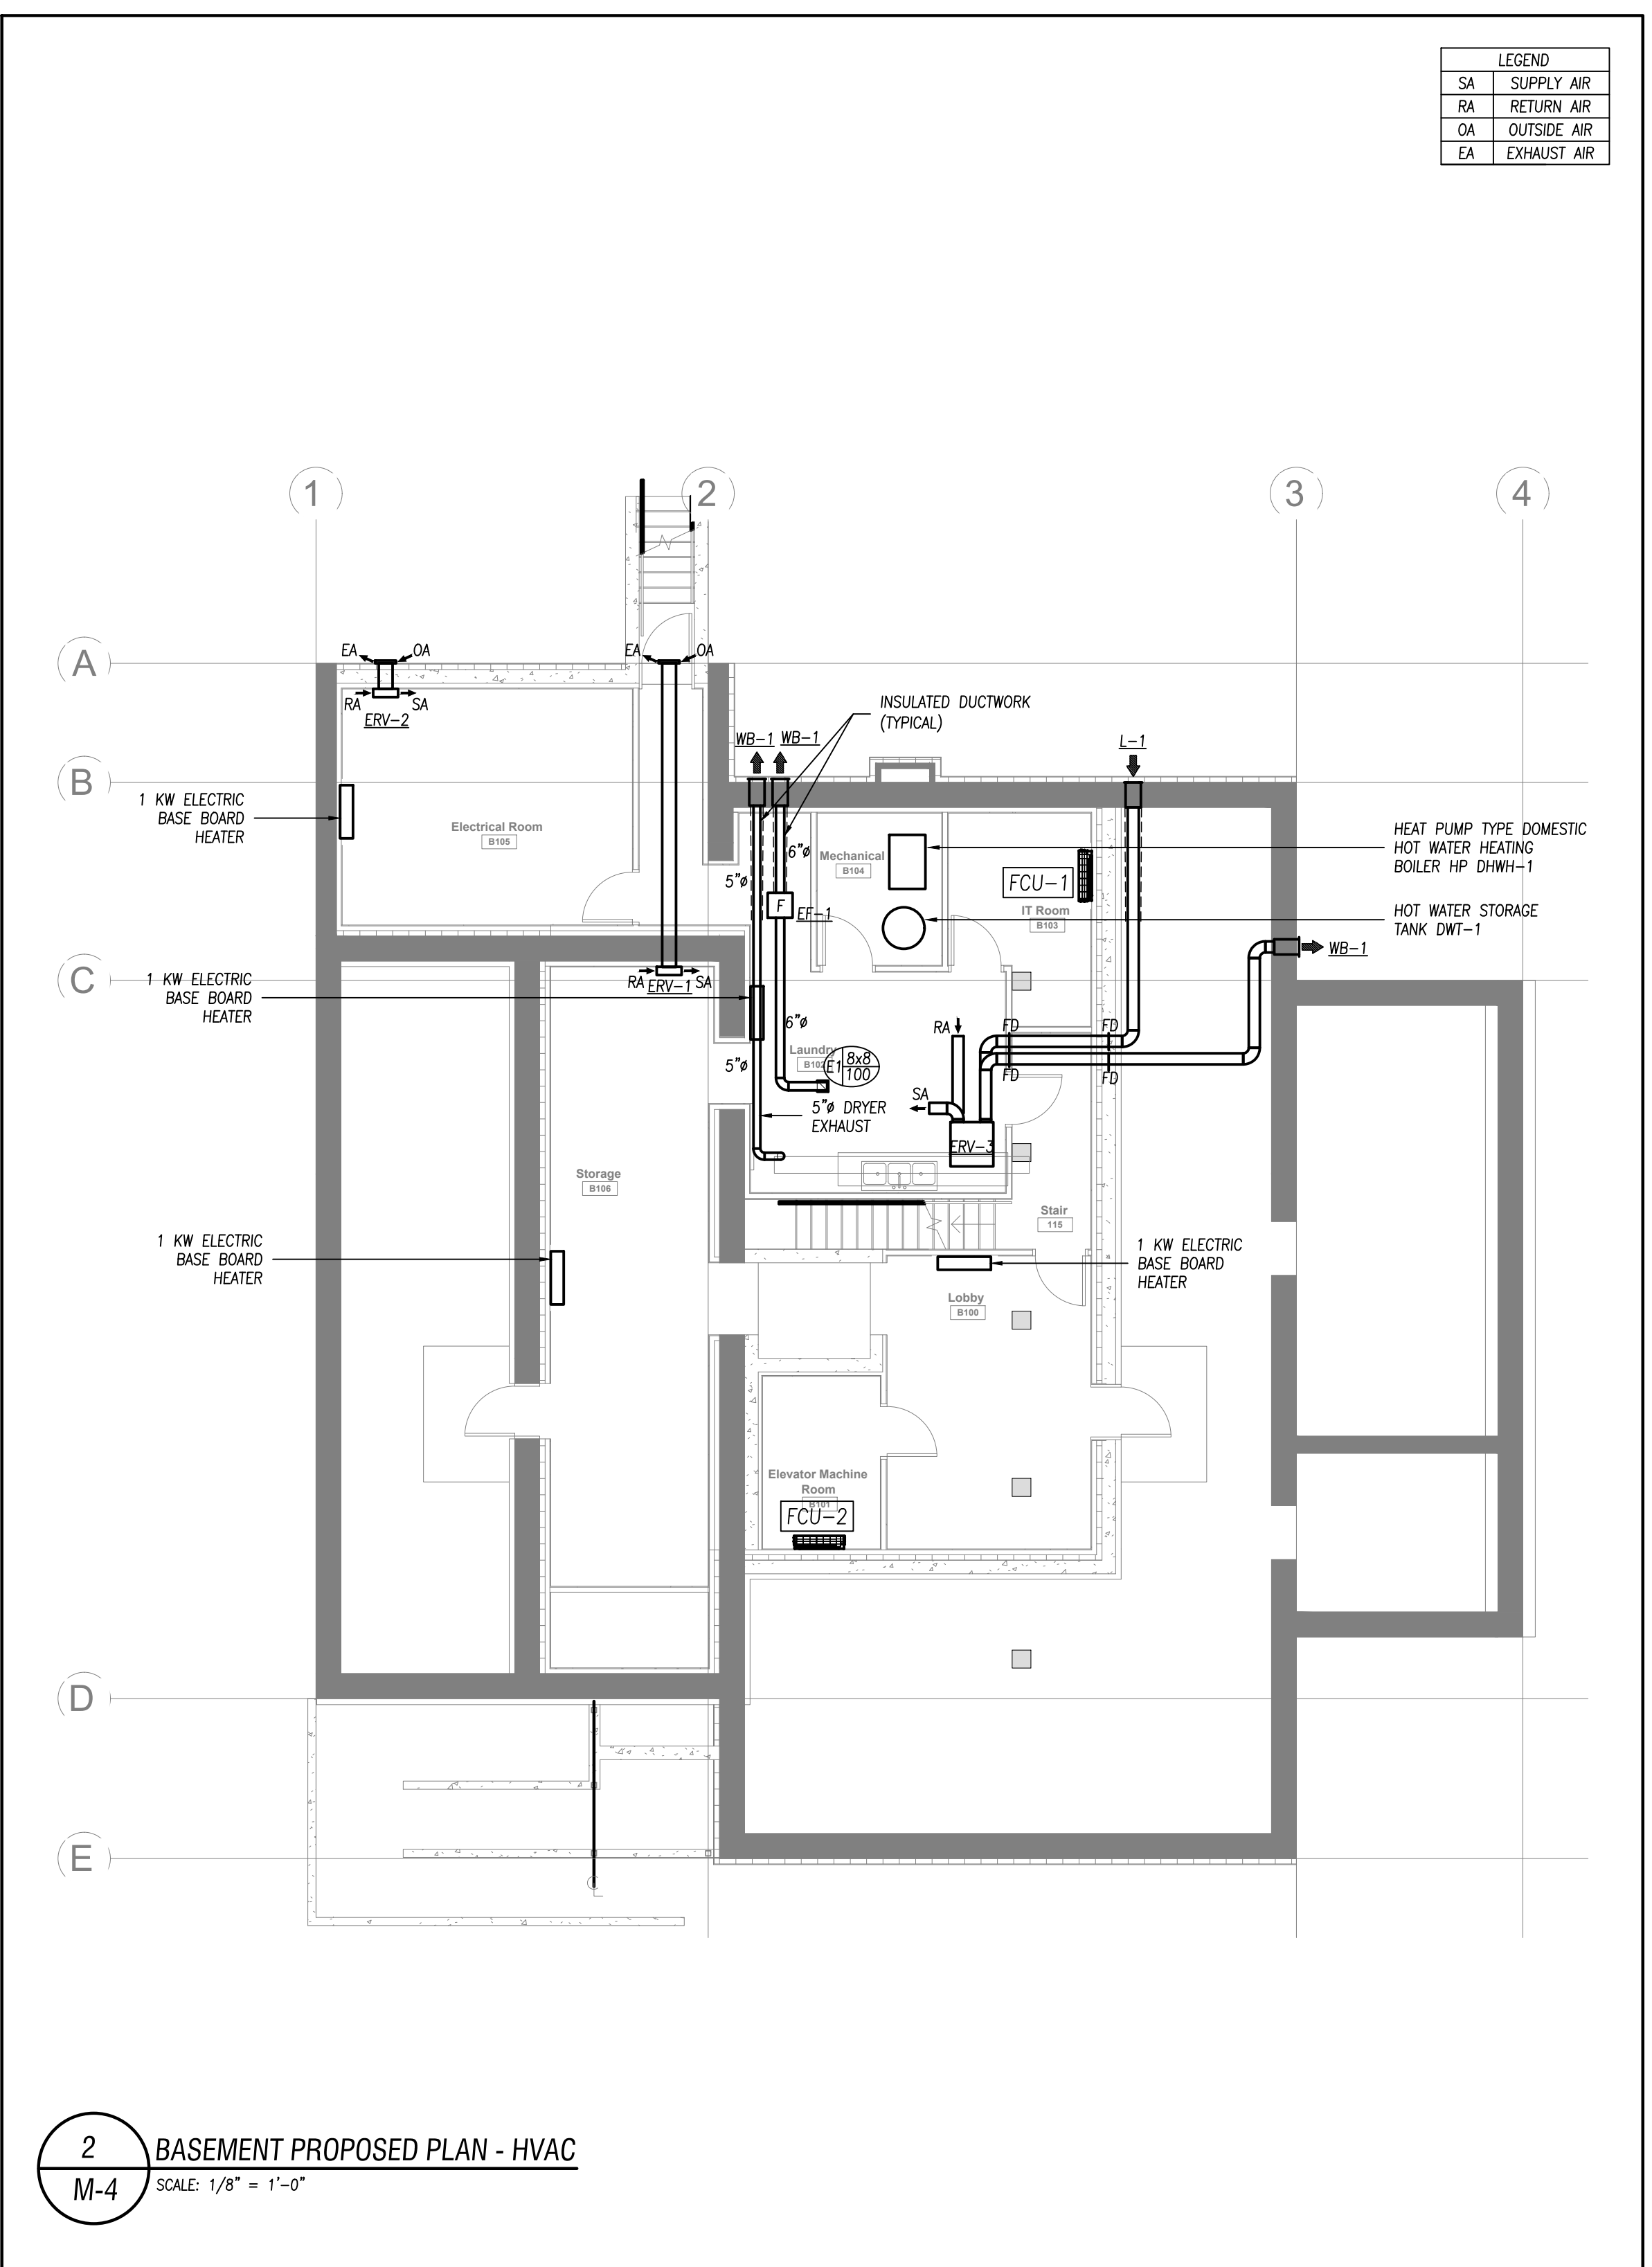 LEGEND
SA SUPPLY AIR
RA RETURN AIR
OA OUTSIDE AIR
EA EXHAUST AIR
1
2
3
4
A
EA OA
EA OA
RA SA
ERV-2
INSULATED DUCTWORK
(TYPICAL)
WB-1 WB-1
L-1
B
1 KW ELECTRIC
BASE BOARD
HEATER
Electrical Room
B105
6"ø
5"ø
Mechanical
B104
F
EF-1
FCU-1
IT Room
B103
HEAT PUMP TYPE DOMESTIC
HOT WATER HEATING
BOILER HP DHWH-1
HOT WATER STORAGE
TANK DWT-1
WB-1
C
1 KW ELECTRIC
BASE BOARD
HEATER
RA ERV-1 SA
6"ø
5"ø
Laundry
B102
E1 8x8
100
RA
FD FD
FD FD
SA
5"ø DRYER
EXHAUST
ERV-3
Storage
B106
Stair
115
1 KW ELECTRIC
BASE BOARD
HEATER
1 KW ELECTRIC
BASE BOARD
HEATER
Lobby
B100
Elevator Machine
Room
B101
FCU-2
D
E
2
M-4
BASEMENT PROPOSED PLAN - HVAC
SCALE: 1/8" = 1'-0"